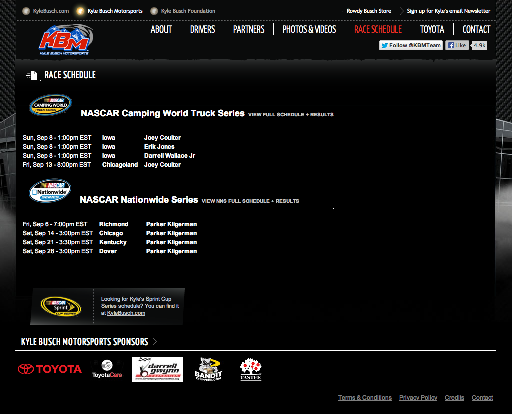 KyleBusch.com Kyle Busch Motorsports Kyle Busch Foundation Rowdy Busch Store Sign up for Kyle's email Newsletter
KBM
KYLE BUSCH MOTORSPORTS
ABOUT DRIVERS PARTNERS PHOTOS & VIDEOS RACE SCHEDULE TOYOTA CONTACT
Follow @KBMTeam Like 4.9k
RACE SCHEDULE
NASCAR
CAMPING WORLD
NASCAR Camping World Truck Series VIEW FULL SCHEDULE + RESULTS
Sun, Sep 8 - 1:00pm EST Iowa Joey Coulter
Sun, Sep 8 - 1:00pm EST Iowa Erik Jones
Sun, Sep 8 - 1:00pm EST Iowa Darrell Wallace Jr
Fri, Sep 13 - 8:00pm EST Chicagoland Joey Coulter
NASCAR
Nationwide
NASCAR Nationwide Series VIEW NNS FULL SCHEDULE + RESULTS
Fri, Sep 6 - 7:00pm EST Richmond Parker Kligerman
Sat, Sep 14 - 3:00pm EST Chicago Parker Kligerman
Sat, Sep 21 - 3:30pm EST Kentucky Parker Kligerman
Sat, Sep 28 - 3:00pm EST Dover Parker Kligerman
NASCAR
Sprint
Looking for Kyle's Sprint Cup
Series schedule? You can find it
at KyleBusch.com
KYLE BUSCH MOTORSPORTS SPONSORS
TOYOTA
ToyotaCare
darrell gwynn
BANDIT
Terms & Conditions Privacy Policy Credits Contact